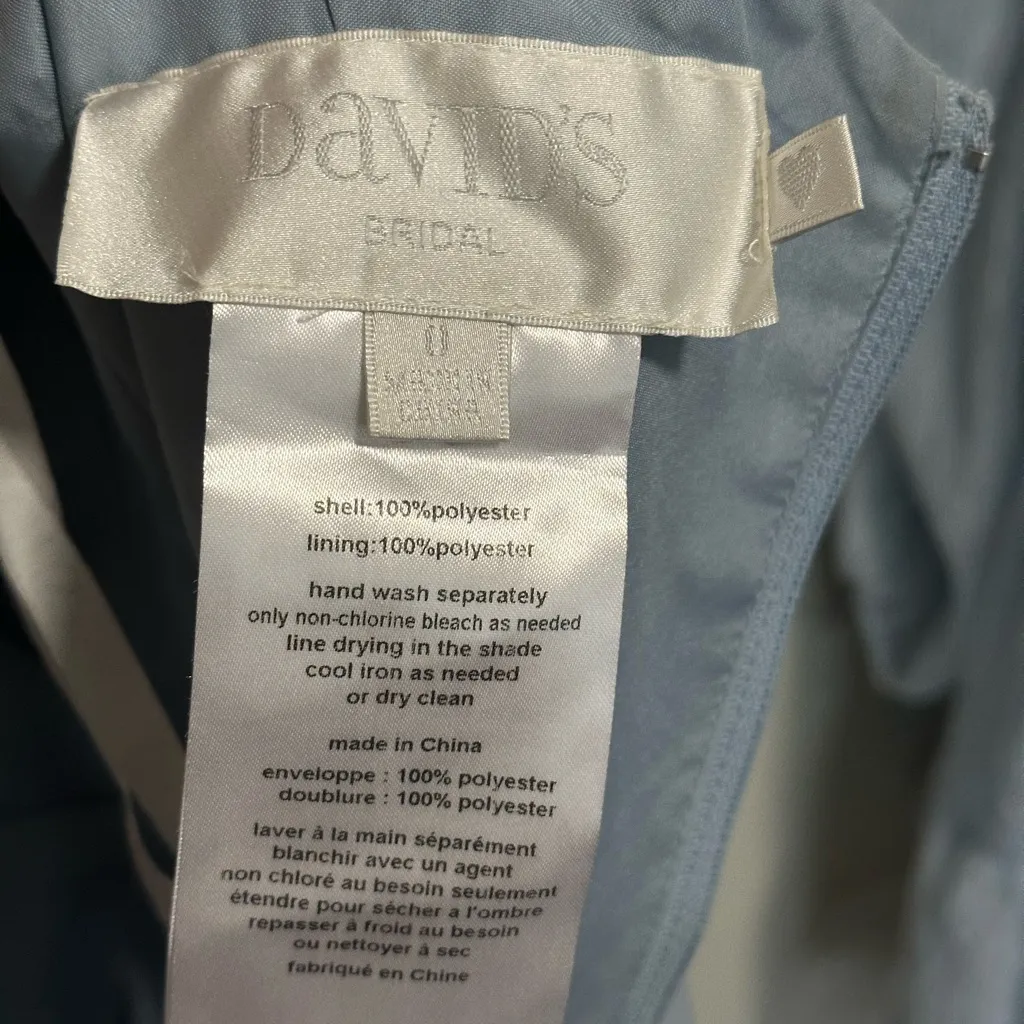 DaVID'S
BRIDAL
0
MADE IN
CHINA
shell:100%polyester
lining:100%polyester
hand wash separately
only non-chlorine bleach as needed
line drying in the shade
cool iron as needed
or dry clean
made in China
enveloppe : 100% polyester
doublure : 100% polyester
laver à la main séparément
blanchir avec un agent
non chloré au besoin seulement
étendre pour sécher a l'ombre
repasser à froid au besoin
ou nettoyer à sec
fabriqué en Chine